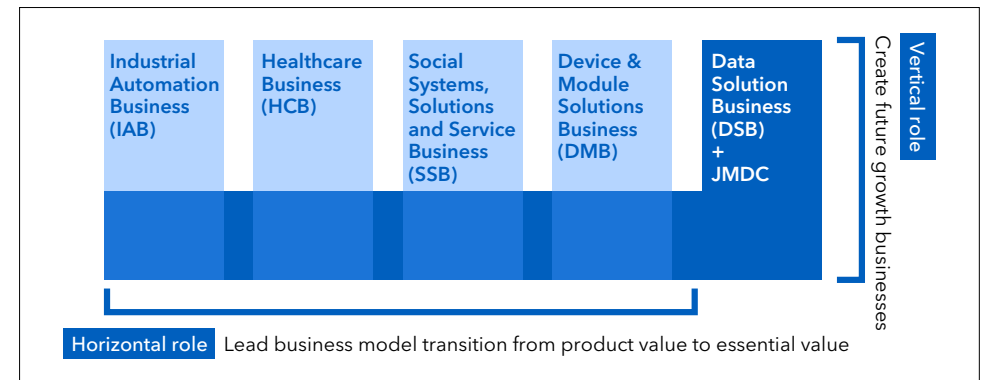 Industrial
Automation
Business
(IAB)
Healthcare
Business
(HCB)
Social
Systems,
Solutions
and Service
Business
(SSB)
Device &
Module
Solutions
Business
(DMB)
Data
Solution
Business
(DSB)
+
JMDC
Vertical role
Create future growth businesses
Horizontal role
Lead business model transition from product value to essential value